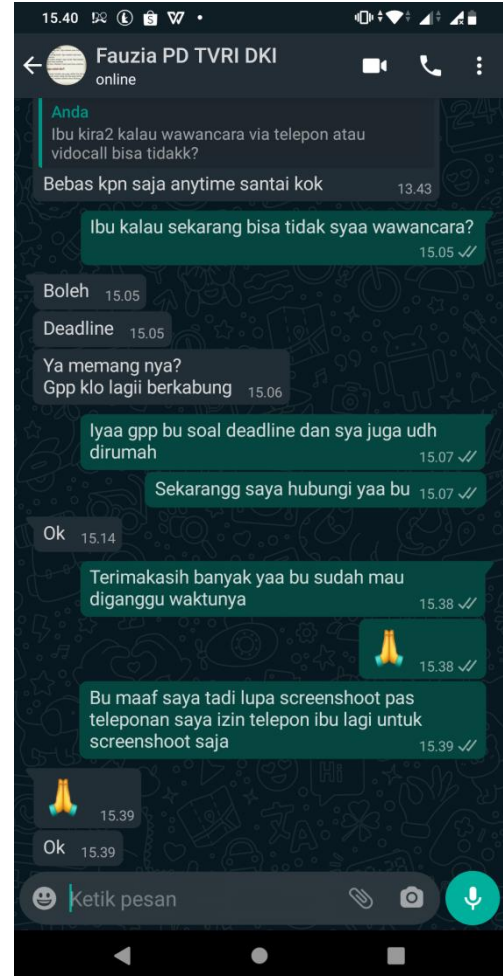 15.40
Fauzia PD TVRI DKI
online
Anda
Ibu kira2 kalau wawancara via telepon atau
vidocall bisa tidakk?
Bebas kpn saja anytime santai kok 13.43
Ibu kalau sekarang bisa tidak syaa wawancara?
15.05
Boleh 15.05
Deadline 15.05
Ya memang nya?
Gpp klo lagii berkabung 15.06
Iyaa gpp bu soal deadline dan sya juga udh
dirumah 15.07
Sekarangg saya hubungi yaa bu 15.07
Ok 15.14
Terimakasih banyak yaa bu sudah mau
diganggu waktunya 15.38
🙏 15.38
Bu maaf saya tadi lupa screenshoot pas
teleponan saya izin telepon ibu lagi untuk
screenshoot saja 15.39
🙏 15.39
Ok 15.39
Ketik pesan